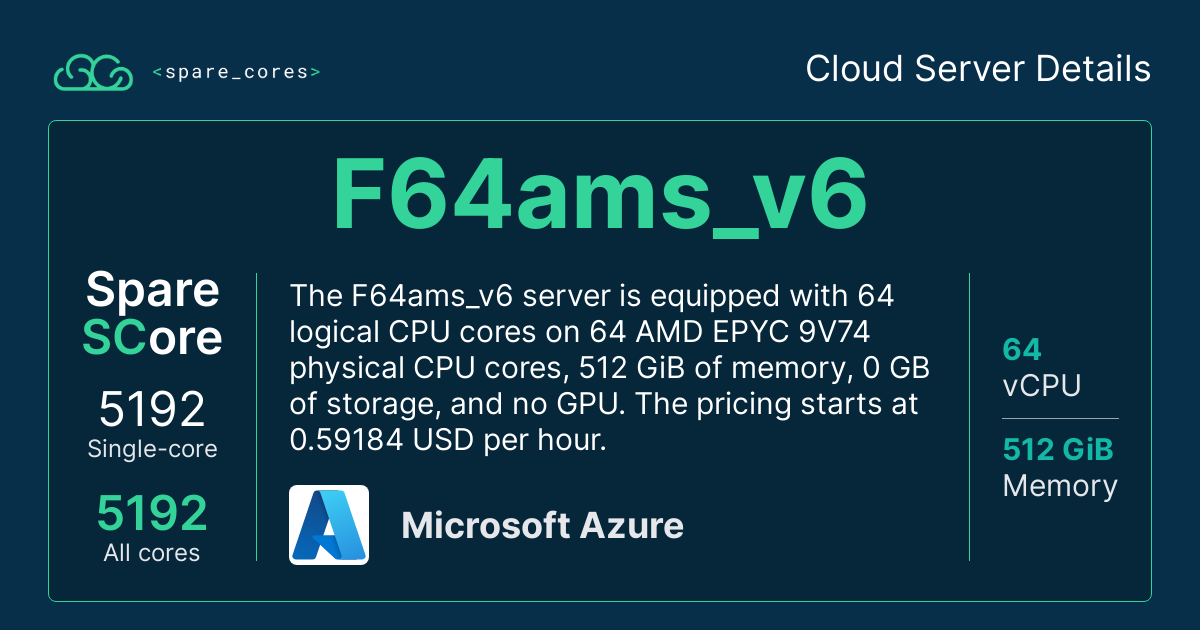 <spare_cores>
Cloud Server Details
F64ams_v6
Spare
SCore
5192
Single-core
5192
All cores
The F64ams_v6 server is equipped with 64
logical CPU cores on 64 AMD EPYC 9V74
physical CPU cores, 512 GiB of memory, 0 GB
of storage, and no GPU. The pricing starts at
0.59184 USD per hour.
Microsoft Azure
64
vCPU
512 GiB
Memory